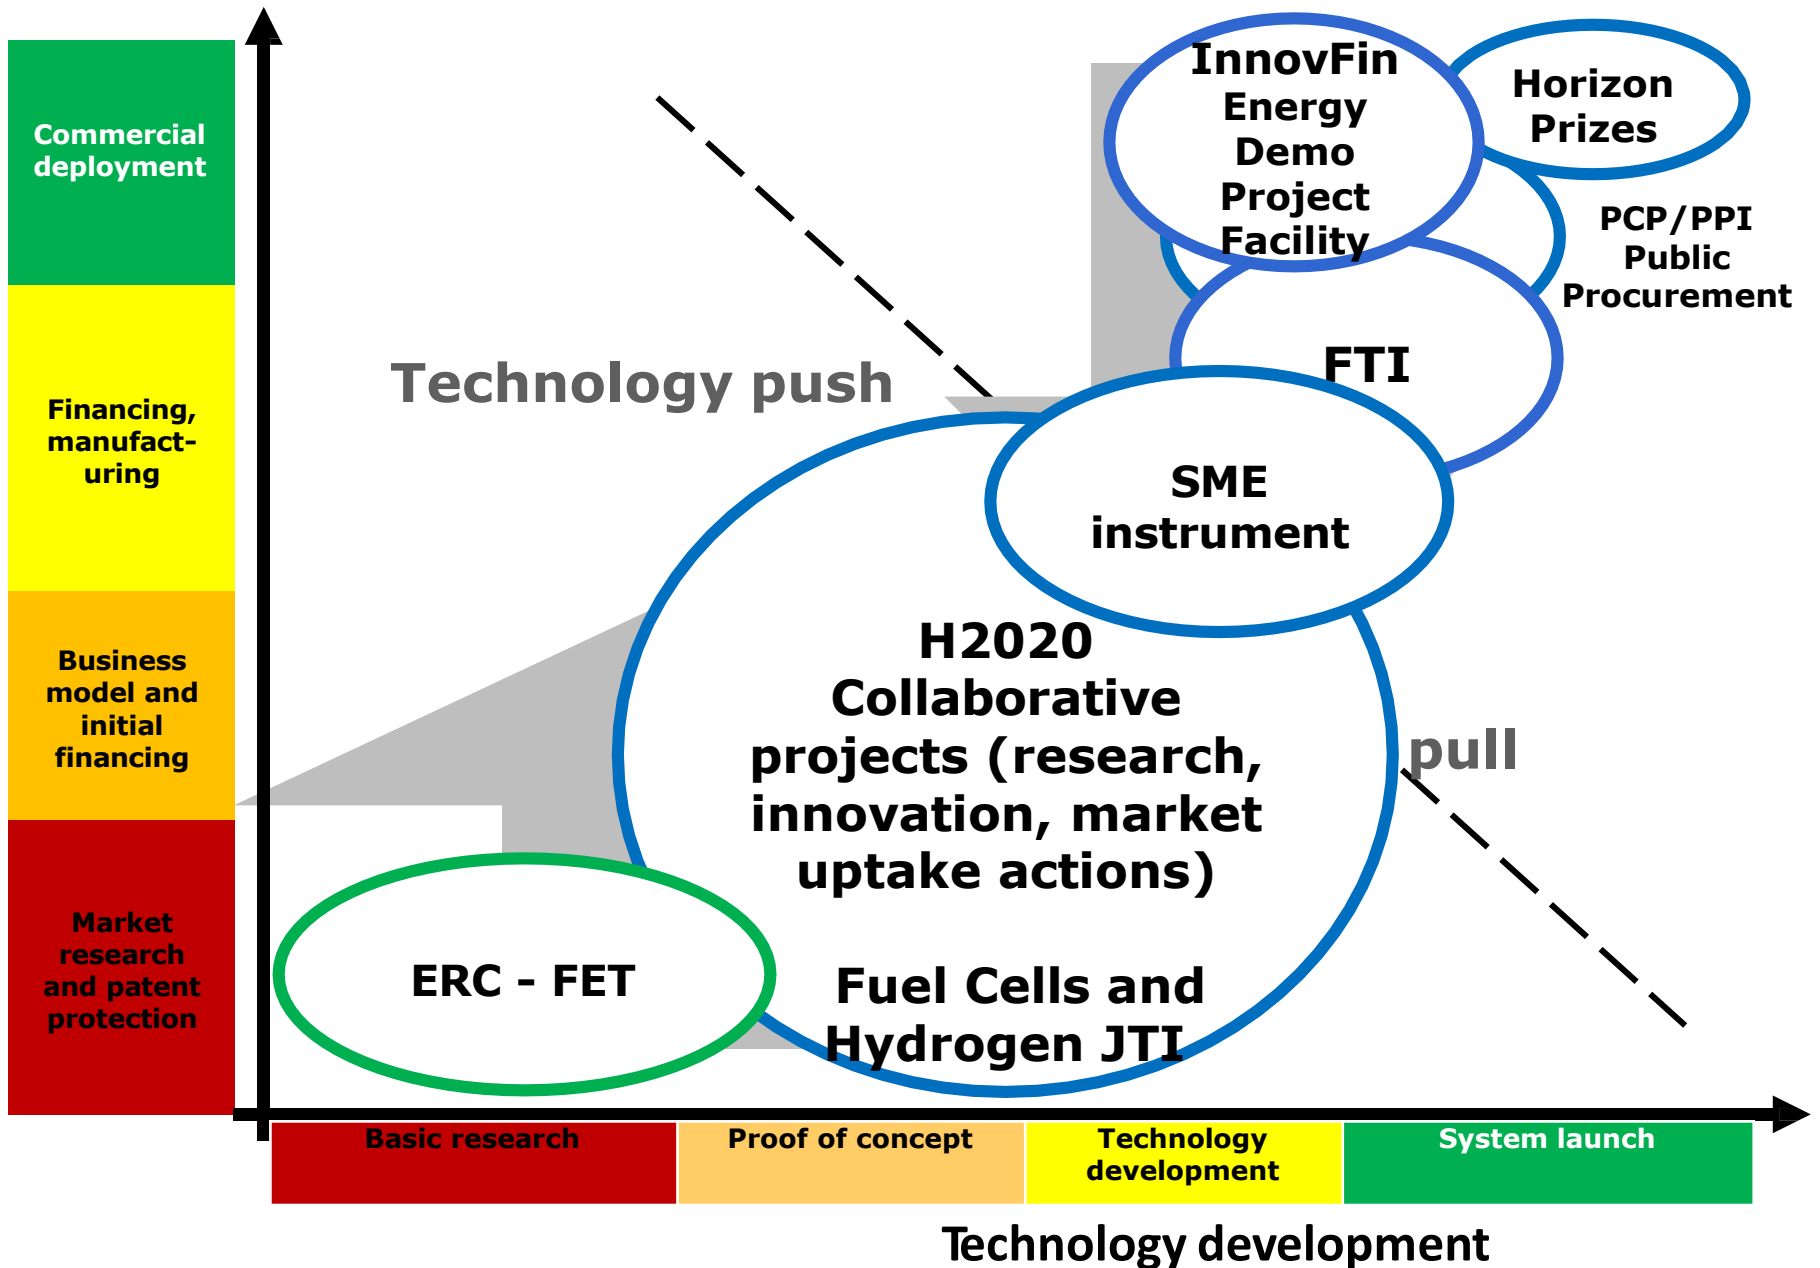 Commercial
deployment
Financing,
manufact-
uring
Business
model and
initial
financing
Market
research
and patent
protection
InnovFin
Energy
Demo
Project
Facility
Horizon
Prizes
PCP/PPI
Public
Procurement
FTI
Technology push
SME
instrument
H2020
Collaborative
projects (research,
innovation, market
uptake actions)
pull
Fuel Cells and
Hydrogen JTI
ERC - FET
Basic research
Proof of concept
Technology
development
System launch
Technology development